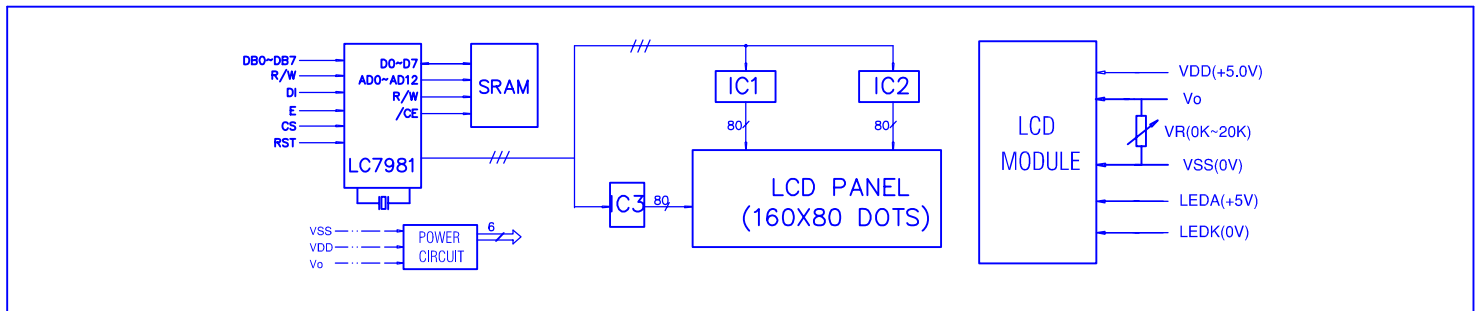 DB0~DB7
R/W
DI
E
CS
RST
D0~D7
AD0~AD12
R/W
/CE
LC7981
SRAM
IC1
IC2
80
80
IC3
80
LCD PANEL
(160X80 DOTS)
VSS
VDD
Vo
POWER
CIRCUIT
6
LCD
MODULE
VDD(+5.0V)
Vo
VR(0K~20K)
VSS(0V)
LEDA(+5V)
LEDK(0V)